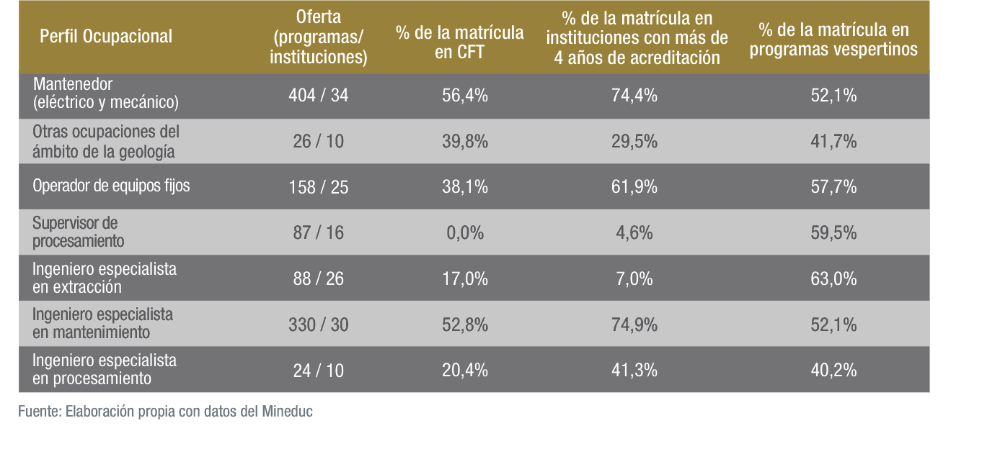 Perfil Ocupacional
Oferta
(programas/
instituciones)
% de la matrícula
en CFT
% de la matrícula en
instituciones con más de
4 años de acreditación
% de la matrícula en
programas vespertinos
Mantenedor
(eléctrico y mecánico)
404 / 34
56,4%
74,4%
52,1%
Otras ocupaciones del
ámbito de la geología
26 / 10
39,8%
29,5%
41,7%
Operador de equipos fijos
158 / 25
38,1%
61,9%
57,7%
Supervisor de
procesamiento
87 / 16
0,0%
4,6%
59,5%
Ingeniero especialista
en extracción
88 / 26
17,0%
7,0%
63,0%
Ingeniero especialista
en mantenimiento
330 / 30
52,8%
74,9%
52,1%
Ingeniero especialista
en procesamiento
24 / 10
20,4%
41,3%
40,2%
Fuente: Elaboración propia con datos del Mineduc